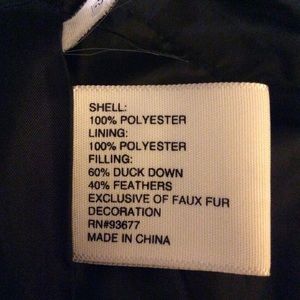 SHELL:
100% POLYESTER
LINING:
100% POLYESTER
FILLING:
60% DUCK DOWN
40% FEATHERS
EXCLUSIVE OF FAUX FUR
DECORATION
RN#93677
MADE IN CHINA